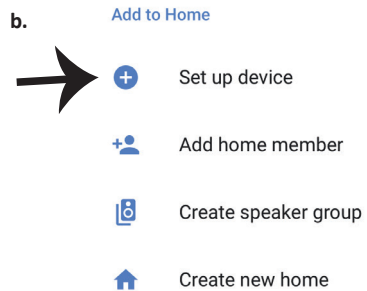 b.
Add to Home
Set up device
Add home member
Create speaker group
Create new home